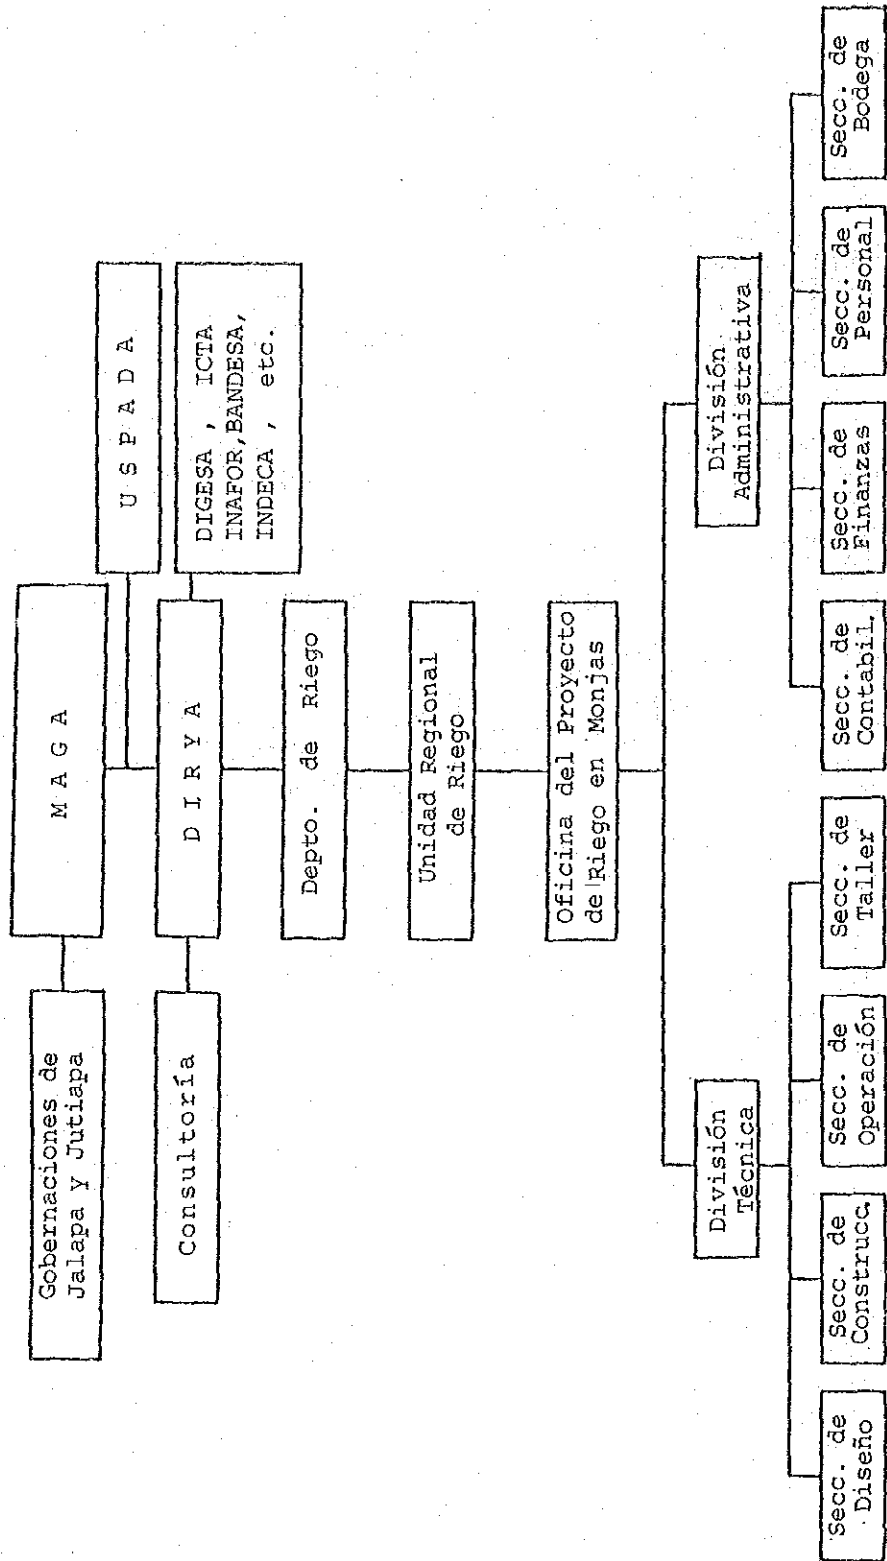 M A G A
Gobernaciones de
Jalapa y Jutiapa
U S P A D A
D I R Y A
Consultoría
DIGESA , ICTA
INAFOR,BANDESA,
INDECA , etc.
Depto. de Riego
Unidad Regional
de Riego
Oficina del Proyecto
de Riego en Monjas
División
Técnica
División
Administrativa
Secc. de
Diseño
Secc. de
Construcc.
Secc. de
Operación
Secc. de
Taller
Secc. de
Contabil.
Secc. de
Finanzas
Secc. de
Personal
Secc. de
Bodega